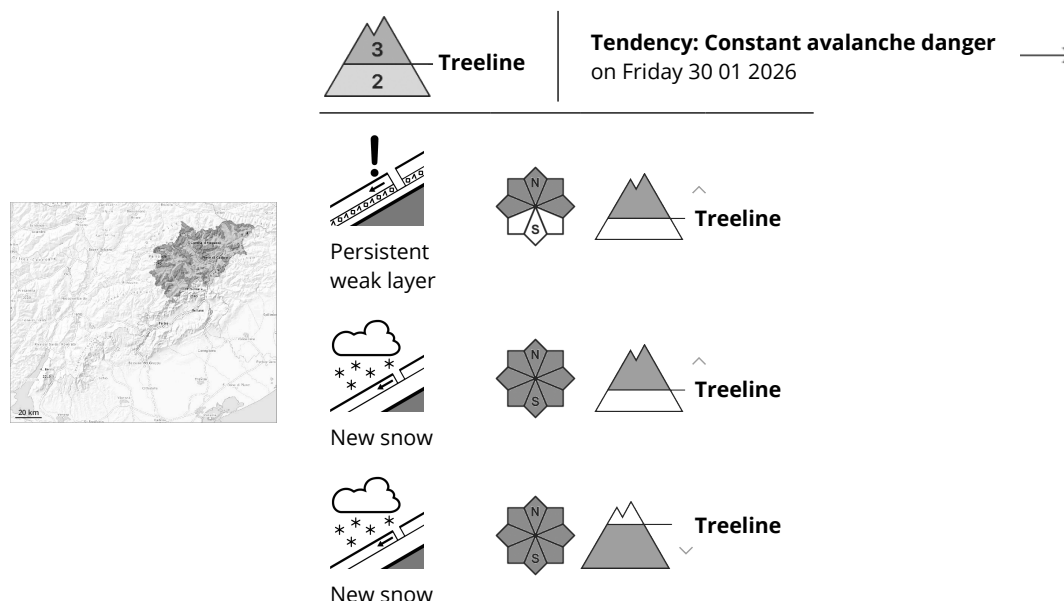 3
2
Treeline
Tendency: Constant avalanche danger
on Friday 30 01 2026
N
S
Treeline
Persistent
weak layer
20 km
N
S
Treeline
New snow
N
S
Treeline
New snow